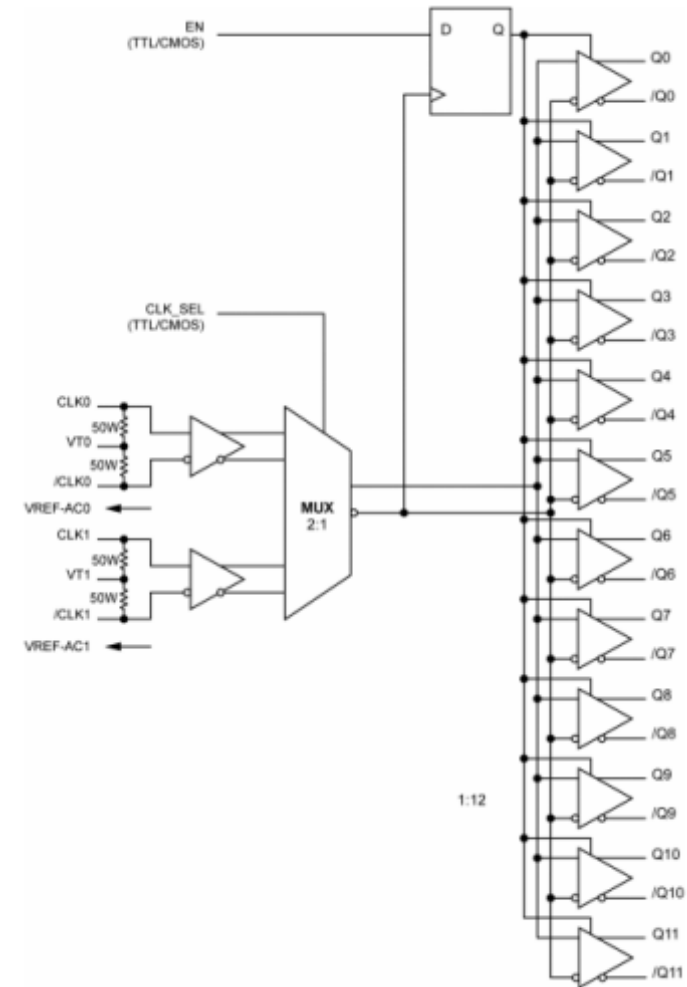 EN
(TTL/CMOS)
D Q
Q0
/Q0
Q1
/Q1
Q2
/Q2
Q3
/Q3
CLK_SEL
(TTL/CMOS)
Q4
/Q4
CLK0
50W
VT0
50W
/CLK0
VREF-AC0
MUX
2:1
Q5
/Q5
CLK1
50W
VT1
50W
/CLK1
VREF-AC1
Q6
/Q6
Q7
/Q7
Q8
/Q8
1:12
Q9
/Q9
Q10
/Q10
Q11
/Q11